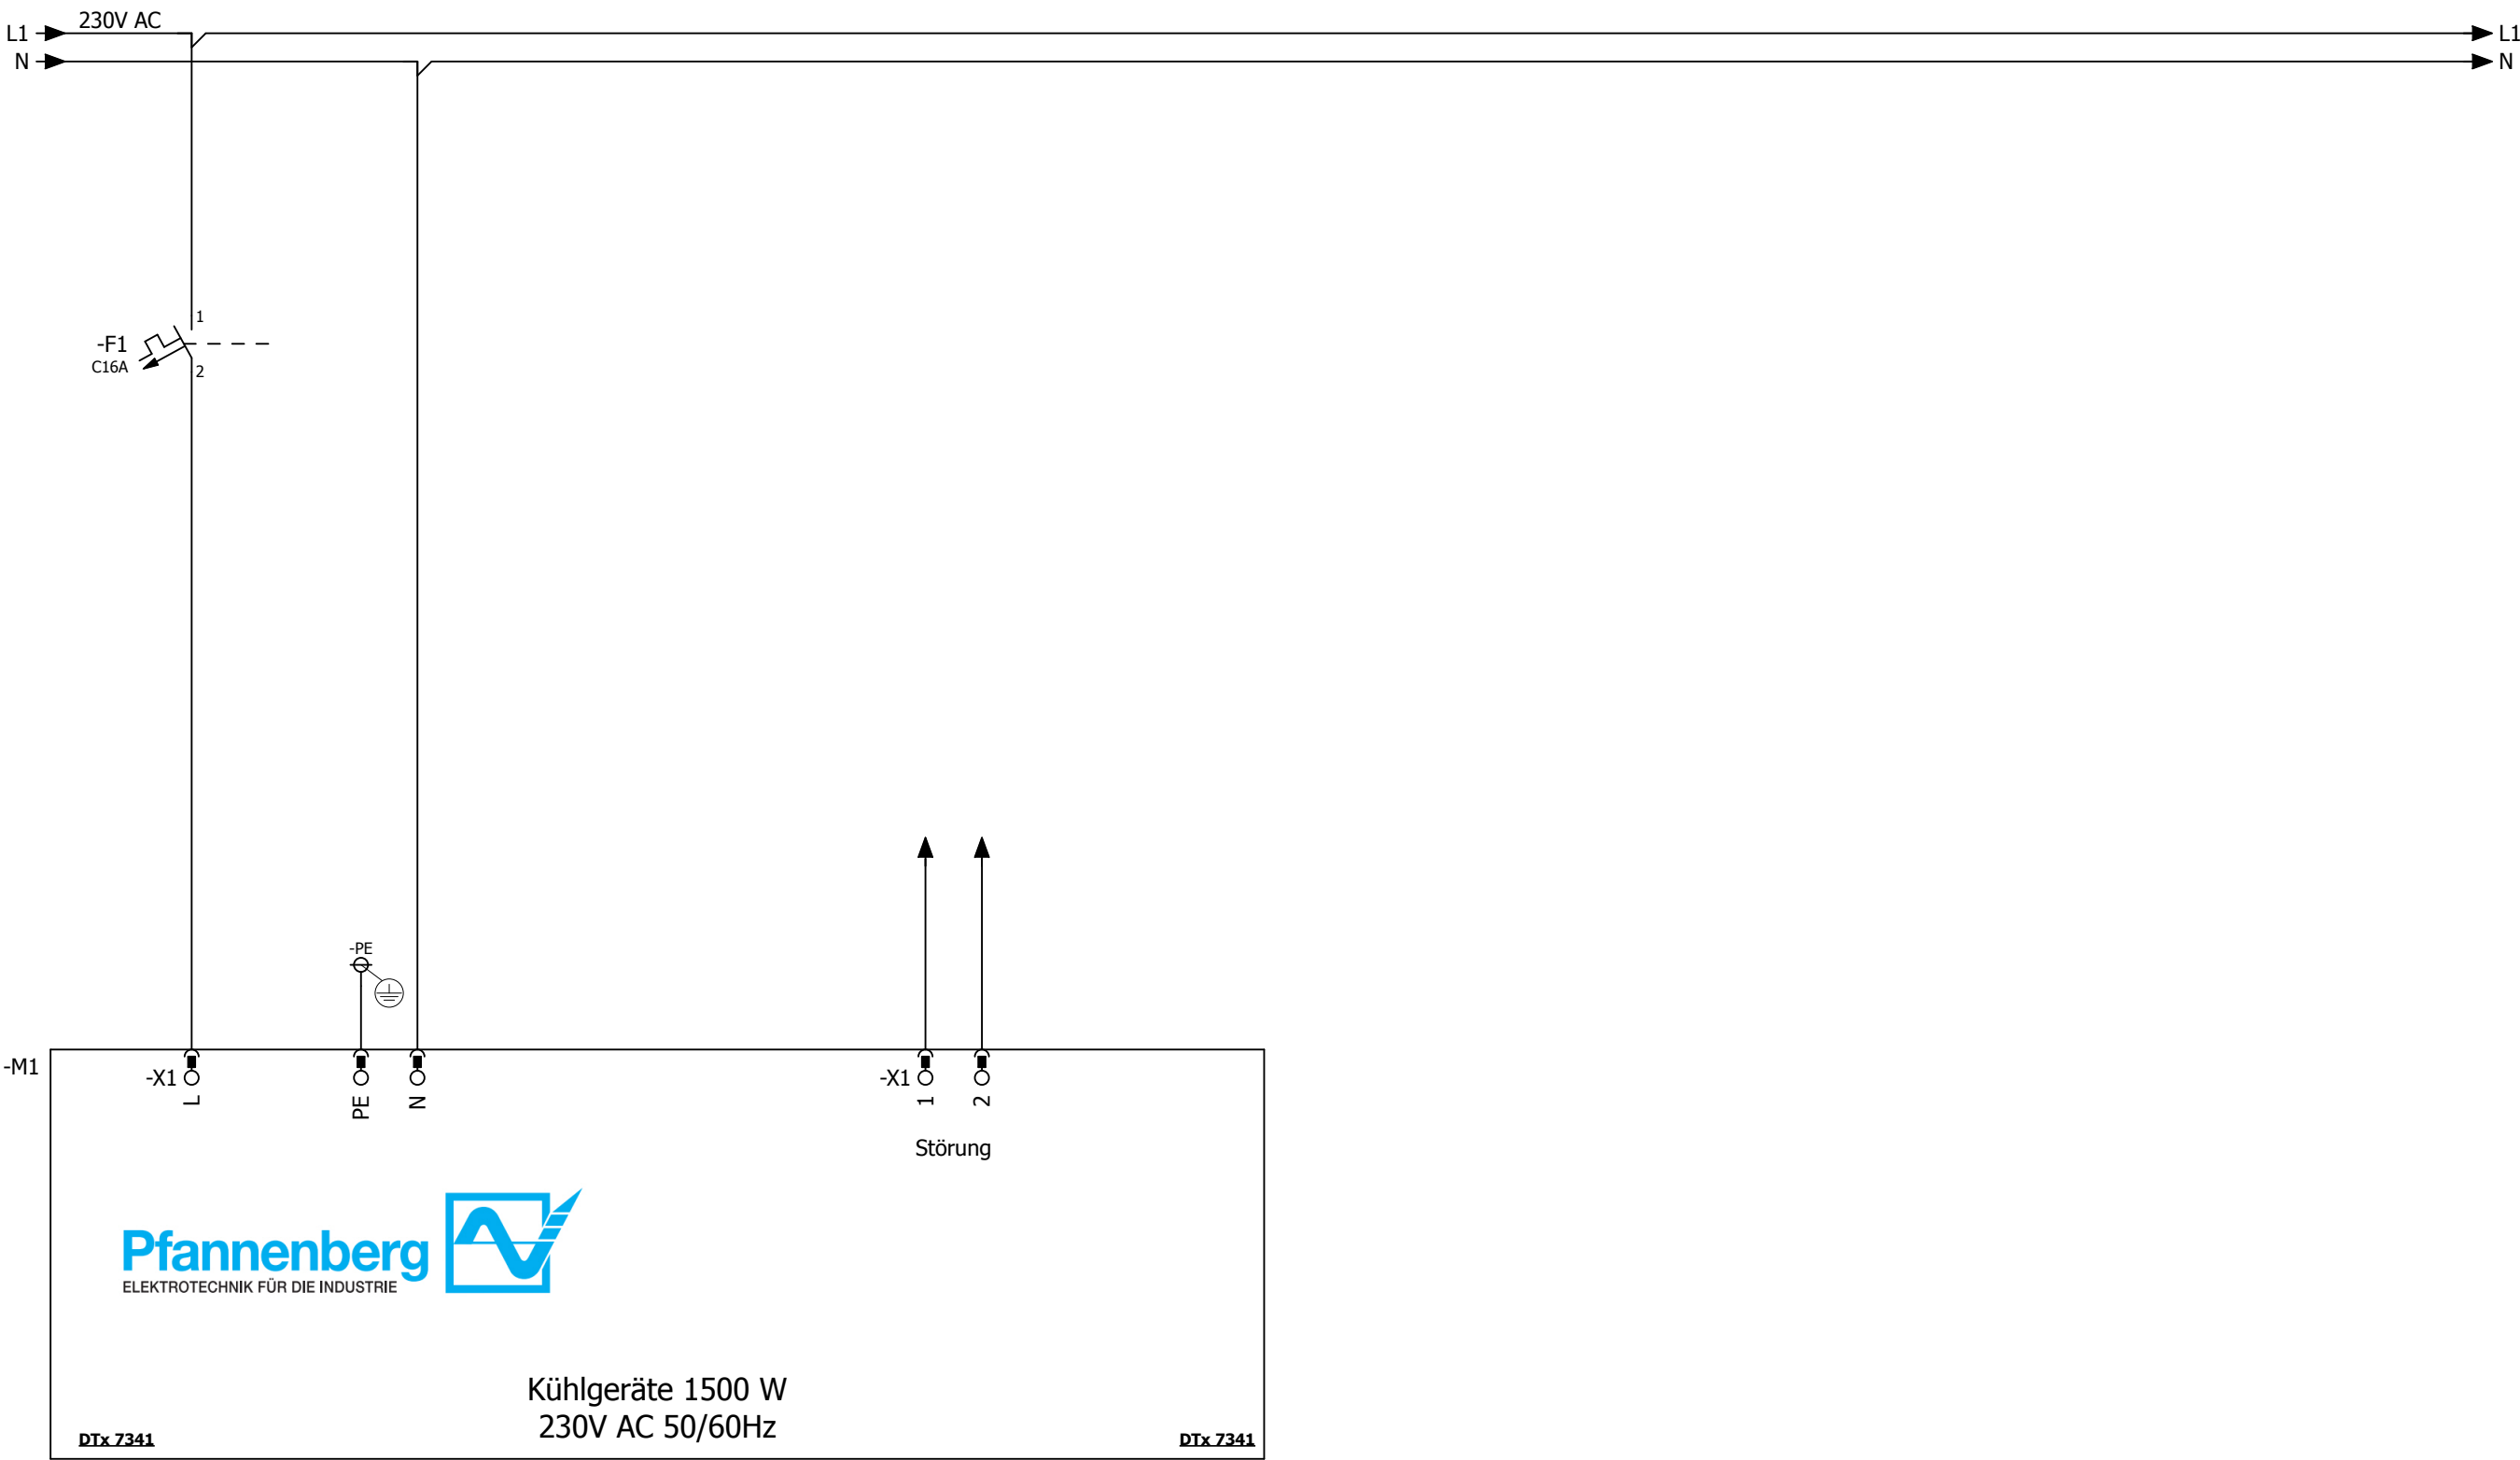 230V AC
L1
L1
N
N
1
-F1
C16A
2
-PE
-M1
-X1
-X1
L
PE
N
1
2
Störung
Pfannenberg
ELEKTROTECHNIK FÜR DIE INDUSTRIE
Kühlgeräte 1500 W
230V AC 50/60Hz
DTx 7341
DTx 7341